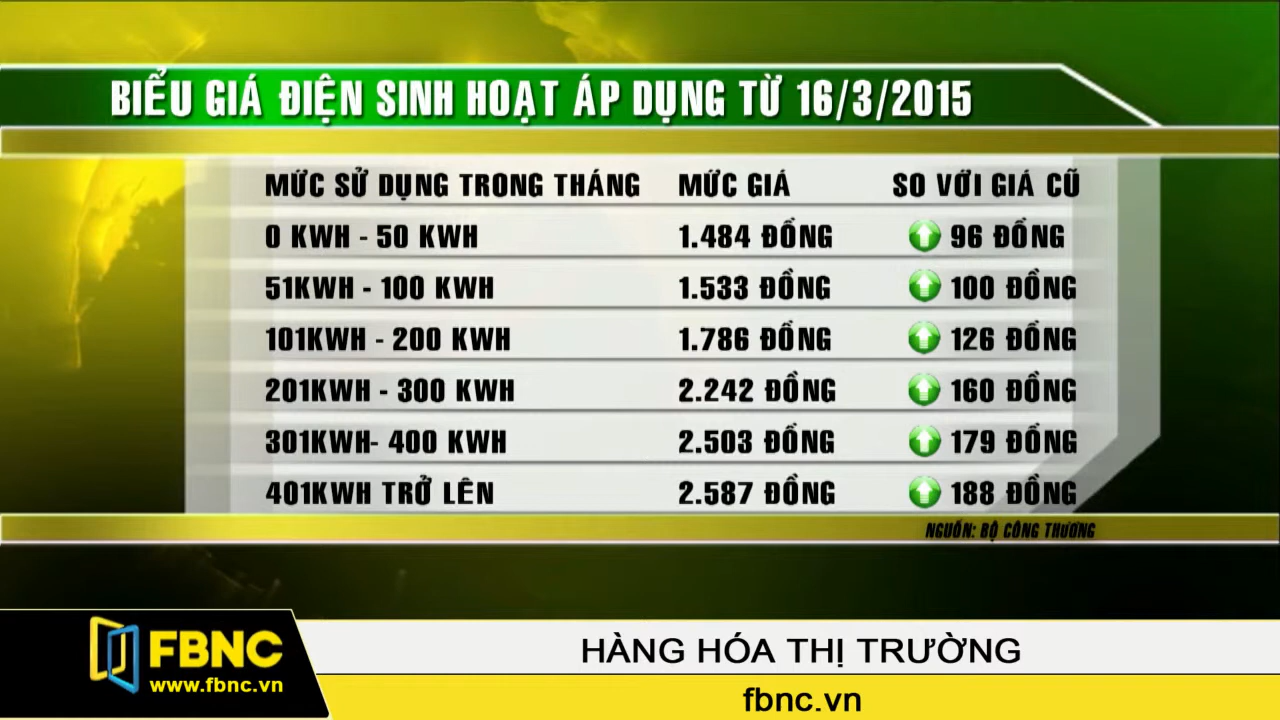 BIỂU GIÁ ĐIỆN SINH HOẠT ÁP DỤNG TỪ 16/3/2015
MỨC SỬ DỤNG TRONG THÁNG MỨC GIÁ SO VỚI GIÁ CŨ
0 KWH - 50 KWH 1.484 ĐỒNG 96 ĐỒNG
51KWH - 100 KWH 1.533 ĐỒNG 100 ĐỒNG
101KWH - 200 KWH 1.786 ĐỒNG 126 ĐỒNG
201KWH - 300 KWH 2.242 ĐỒNG 160 ĐỒNG
301KWH- 400 KWH 2.503 ĐỒNG 179 ĐỒNG
401KWH TRỞ LÊN 2.587 ĐỒNG 188 ĐỒNG
NGUỒN: BỘ CÔNG THƯƠNG
FBNC
www.fbnc.vn
HÀNG HÓA THỊ TRƯỜNG
fbnc.vn